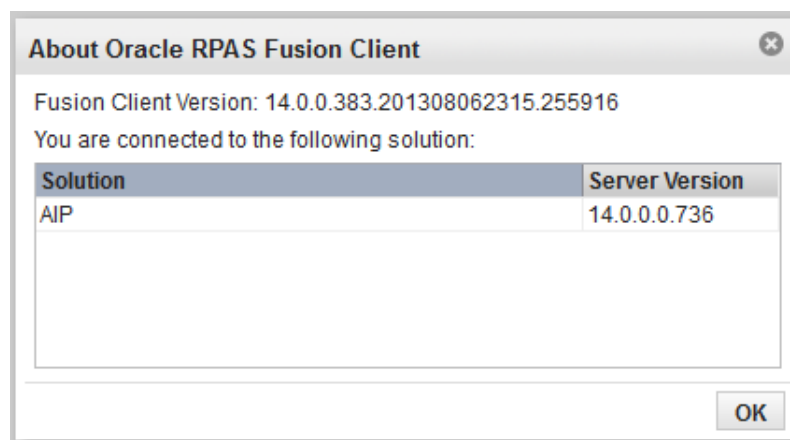 About Oracle RPAS Fusion Client
Fusion Client Version: 14.0.0.383.201308062315.255916
You are connected to the following solution:
Solution Server Version
AIP 14.0.0.0.736
OK